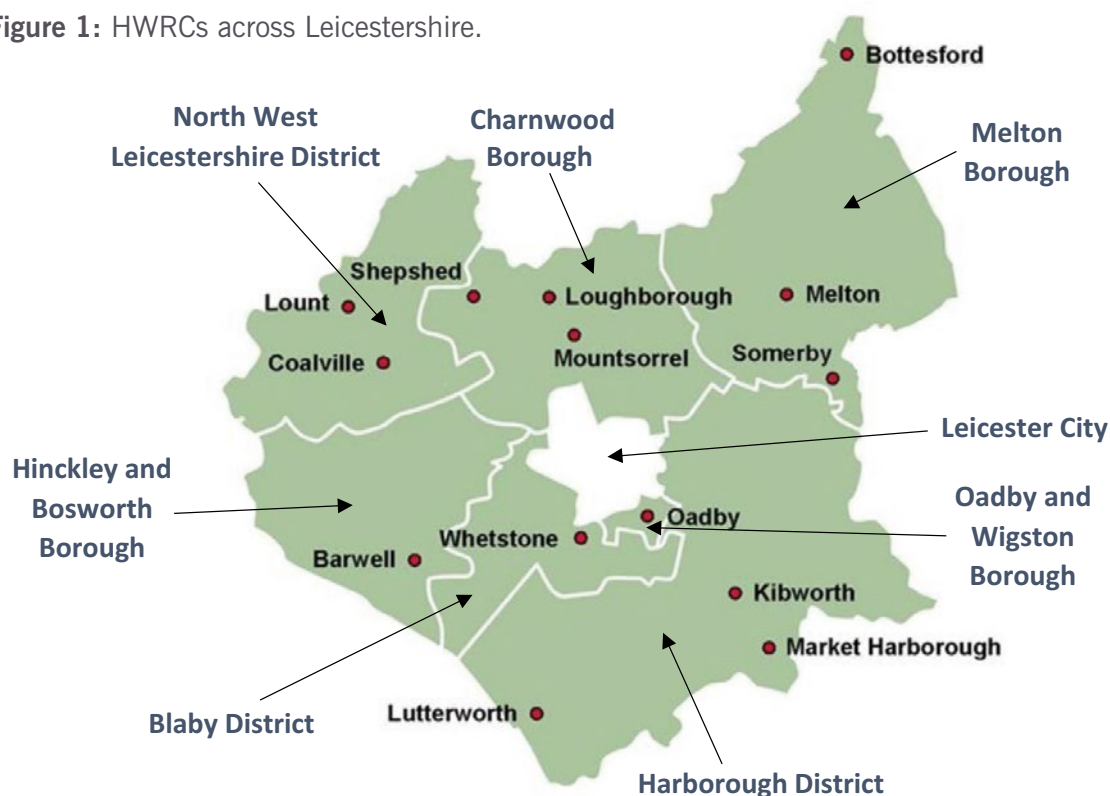 Figure 1: HWRCs across Leicestershire.
Bottesford
North West
Leicestershire District
Charnwood
Borough
Melton
Borough
Shepshed
Lount
Loughborough
Melton
Coalville
Mountsorrel
Somerby
Leicester City
Hinckley and
Bosworth
Borough
Oadby and
Wigston
Borough
Oadby
Whetstone
Barwell
Kibworth
Market Harborough
Blaby District
Lutterworth
Harborough District